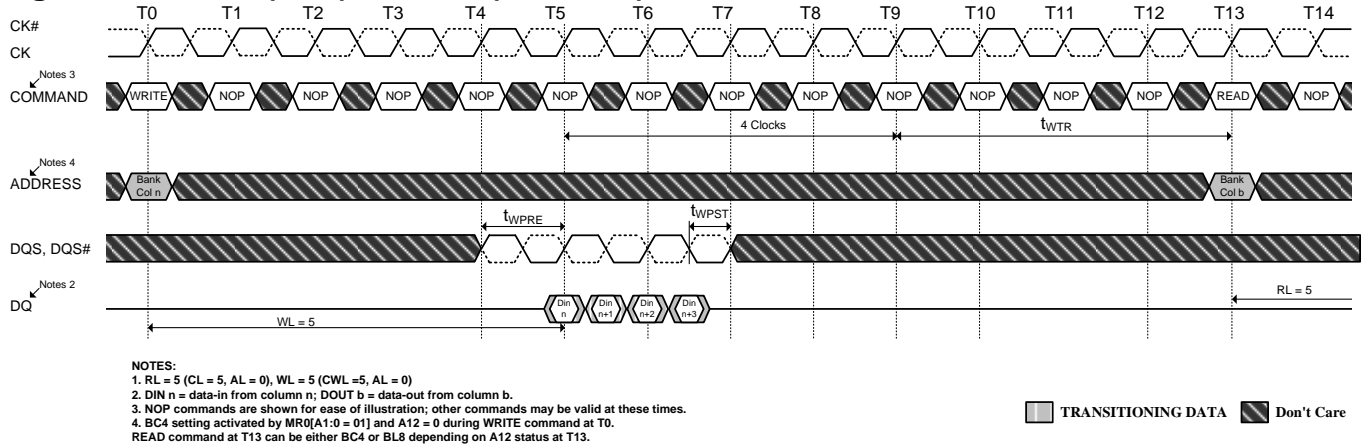 T0 T1 T2 T3 T4 T5 T6 T7 T8 T9 T10 T11 T12 T13 T14
CK#
CK
Notes 3
COMMAND
WRITE NOP NOP NOP NOP NOP NOP NOP NOP NOP NOP NOP NOP READ NOP
4 Clocks
tWTR
Notes 4
ADDRESS
Bank
Col n
Bank
Col b
tWPRE
tWPST
DQS, DQS#
Notes 2
DQ
Din
n
Din
n+1
Din
n+2
Din
n+3
RL = 5
WL = 5
NOTES:
1. RL = 5 (CL = 5, AL = 0), WL = 5 (CWL =5, AL = 0)
2. DIN n = data-in from column n; DOUT b = data-out from column b.
3. NOP commands are shown for ease of illustration; other commands may be valid at these times.
4. BC4 setting activated by MR0[A1:0 = 01] and A12 = 0 during WRITE command at T0.
READ command at T13 can be either BC4 or BL8 depending on A12 status at T13.
TRANSITIONING DATA
Don't Care